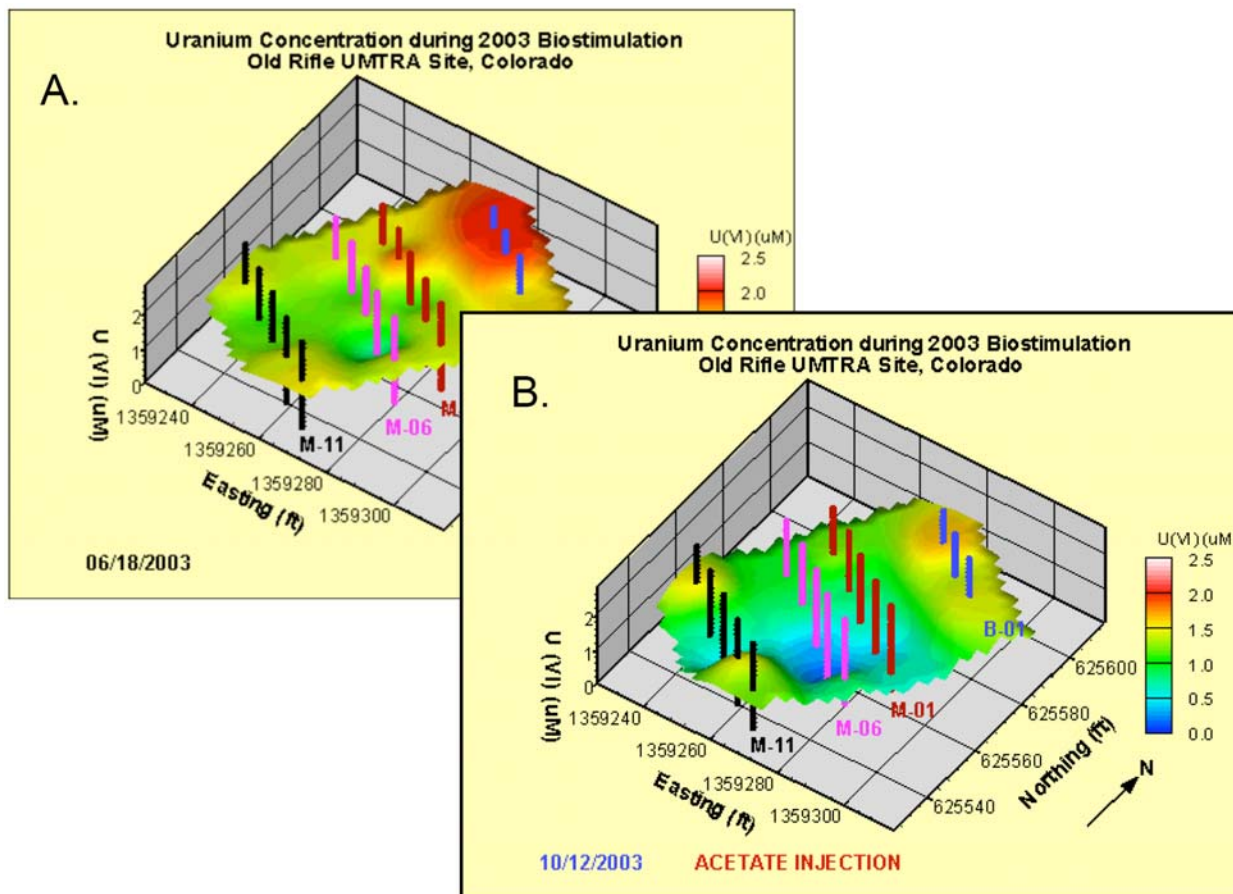 A.
Uranium Concentration during 2003 Biostimulation
Old Rifle UMTRA Site, Colorado
U(VI) (uM)
2.5
2.0
2
1
0
U (VI) (uM)
1359240
1359260
1359280
1359300
Easting (ft)
M-11
M-06
M
06/18/2003
B.
Uranium Concentration during 2003 Biostimulation
Old Rifle UMTRA Site, Colorado
U(VI) (uM
2.5
2.0
1.5
1.0
0.5
0.0
2
1
0
U (VI) (uM)
1359240
1359260
1359280
1359300
Easting (ft)
M-11
M-06
M-01
B-01
625600
625580
625560
625540
Northing (ft)
N
10/12/2003 ACETATE INJECTION